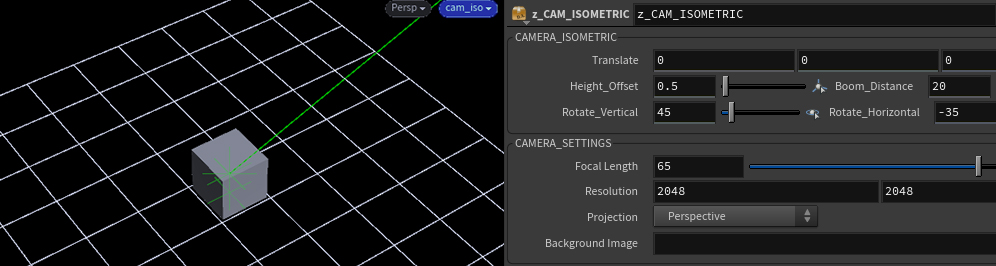 Persp cam_iso
z_CAM_ISOMETRIC z_CAM_ISOMETRIC
CAMERA_ISOMETRIC
Translate 0 0 0
Height_Offset 0.5 Boom_Distance 20
Rotate_Vertical 45 Rotate_Horizontal -35
CAMERA_SETTINGS
Focal Length 65
Resolution 2048 2048
Projection Perspective
Background Image